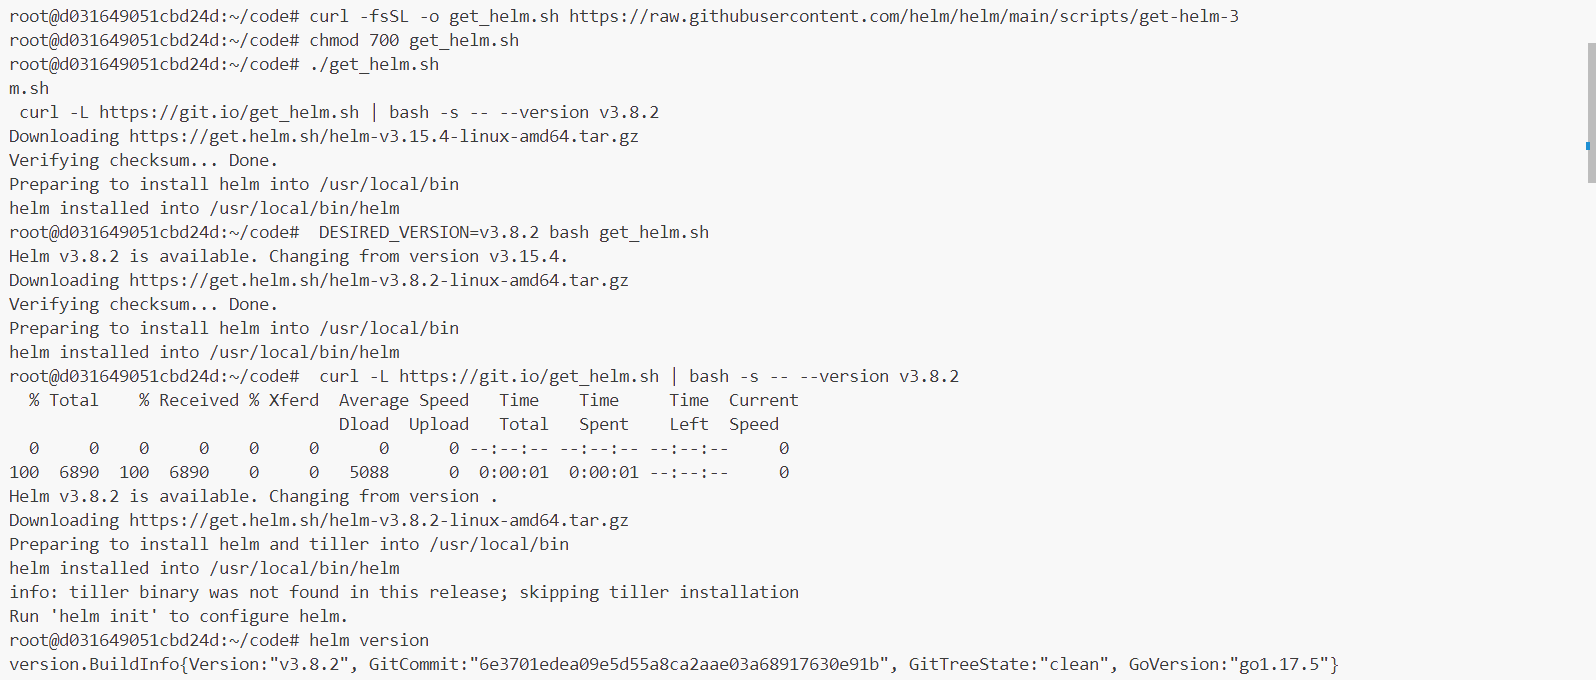 root@d031649051cbd24d:~/code# curl -fsSL -o get_helm.sh https://raw.githubusercontent.com/helm/helm/main/scripts/get-helm-3
root@d031649051cbd24d:~/code# chmod 700 get_helm.sh
root@d031649051cbd24d:~/code# ./get_helm.sh
m.sh
 curl -L https://git.io/get_helm.sh | bash -s -- --version v3.8.2
Downloading https://get.helm.sh/helm-v3.15.4-linux-amd64.tar.gz
Verifying checksum... Done.
Preparing to install helm into /usr/local/bin
helm installed into /usr/local/bin/helm
root@d031649051cbd24d:~/code#  DESIRED_VERSION=v3.8.2 bash get_helm.sh
Helm v3.8.2 is available. Changing from version v3.15.4.
Downloading https://get.helm.sh/helm-v3.8.2-linux-amd64.tar.gz
Verifying checksum... Done.
Preparing to install helm into /usr/local/bin
helm installed into /usr/local/bin/helm
root@d031649051cbd24d:~/code#  curl -L https://git.io/get_helm.sh | bash -s -- --version v3.8.2
  % Total    % Received % Xferd  Average Speed   Time    Time     Time  Current
                                 Dload  Upload   Total   Spent    Left  Speed
  0     0    0     0    0     0      0      0 --:--:-- --:--:-- --:--:--     0
100  6890  100  6890    0     0   5088      0  0:00:01  0:00:01 --:--:--     0
Helm v3.8.2 is available. Changing from version .
Downloading https://get.helm.sh/helm-v3.8.2-linux-amd64.tar.gz
Preparing to install helm and tiller into /usr/local/bin
helm installed into /usr/local/bin/helm
info: tiller binary was not found in this release; skipping tiller installation
Run 'helm init' to configure helm.
root@d031649051cbd24d:~/code# helm version
version.BuildInfo{Version:"v3.8.2", GitCommit:"6e3701edea09e5d55a8ca2aae03a68917630e91b", GitTreeState:"clean", GoVersion:"go1.17.5"}